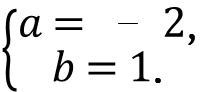 a = – 2,
b = 1.